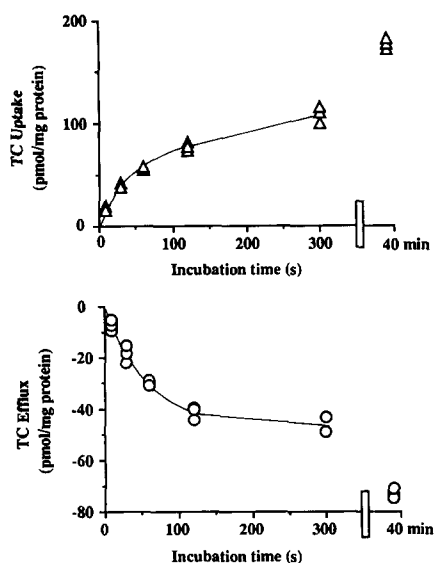 200
100
0
TC Uptake
(pmol/mg protein)
0 100 200 300 40 min
Incubation time (s)
-0
-20
-40
-60
-80
TC Efflux
(pmol/mg protein)
0 100 200 300 40 min
Incubation time (s)